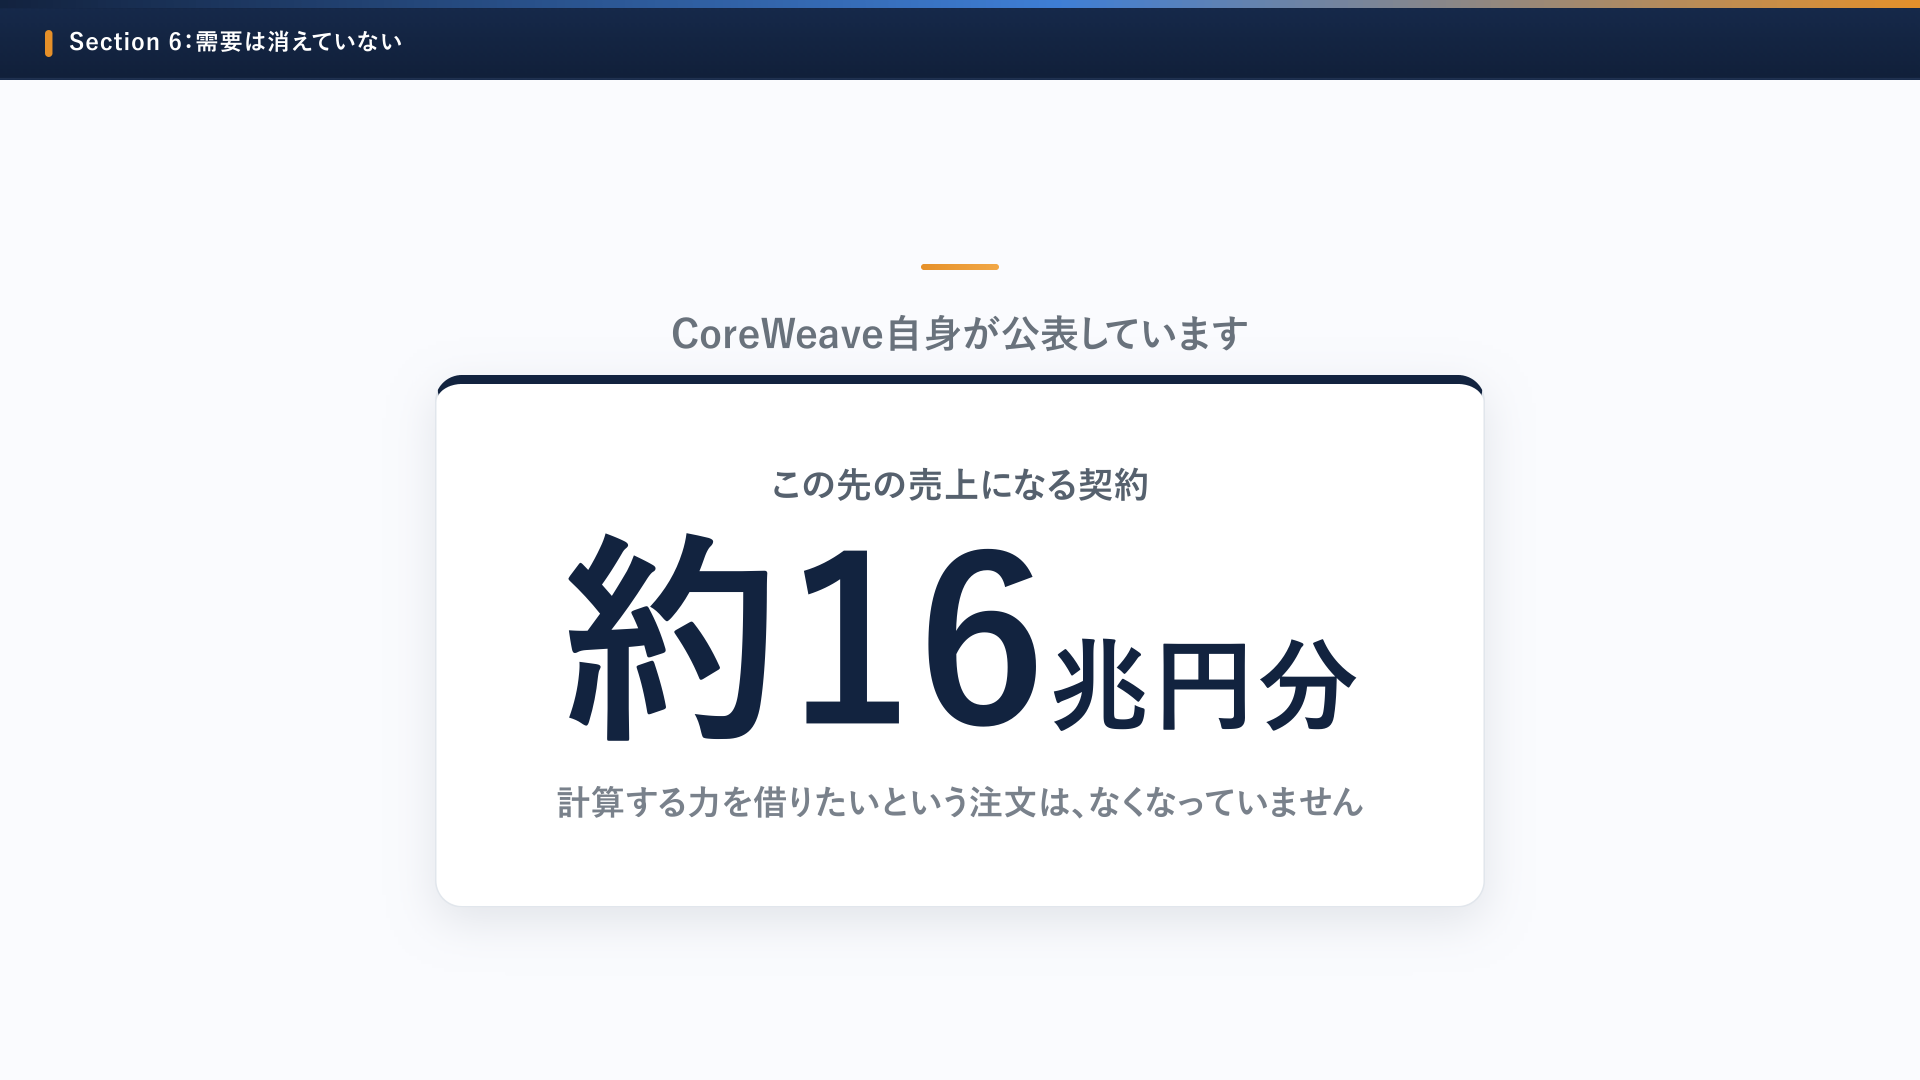 Section 6：需要は消えていない
CoreWeave自身が公表しています
この先の売上になる契約
約16兆円分
計算する力を借りたいという注文は、なくなっていません